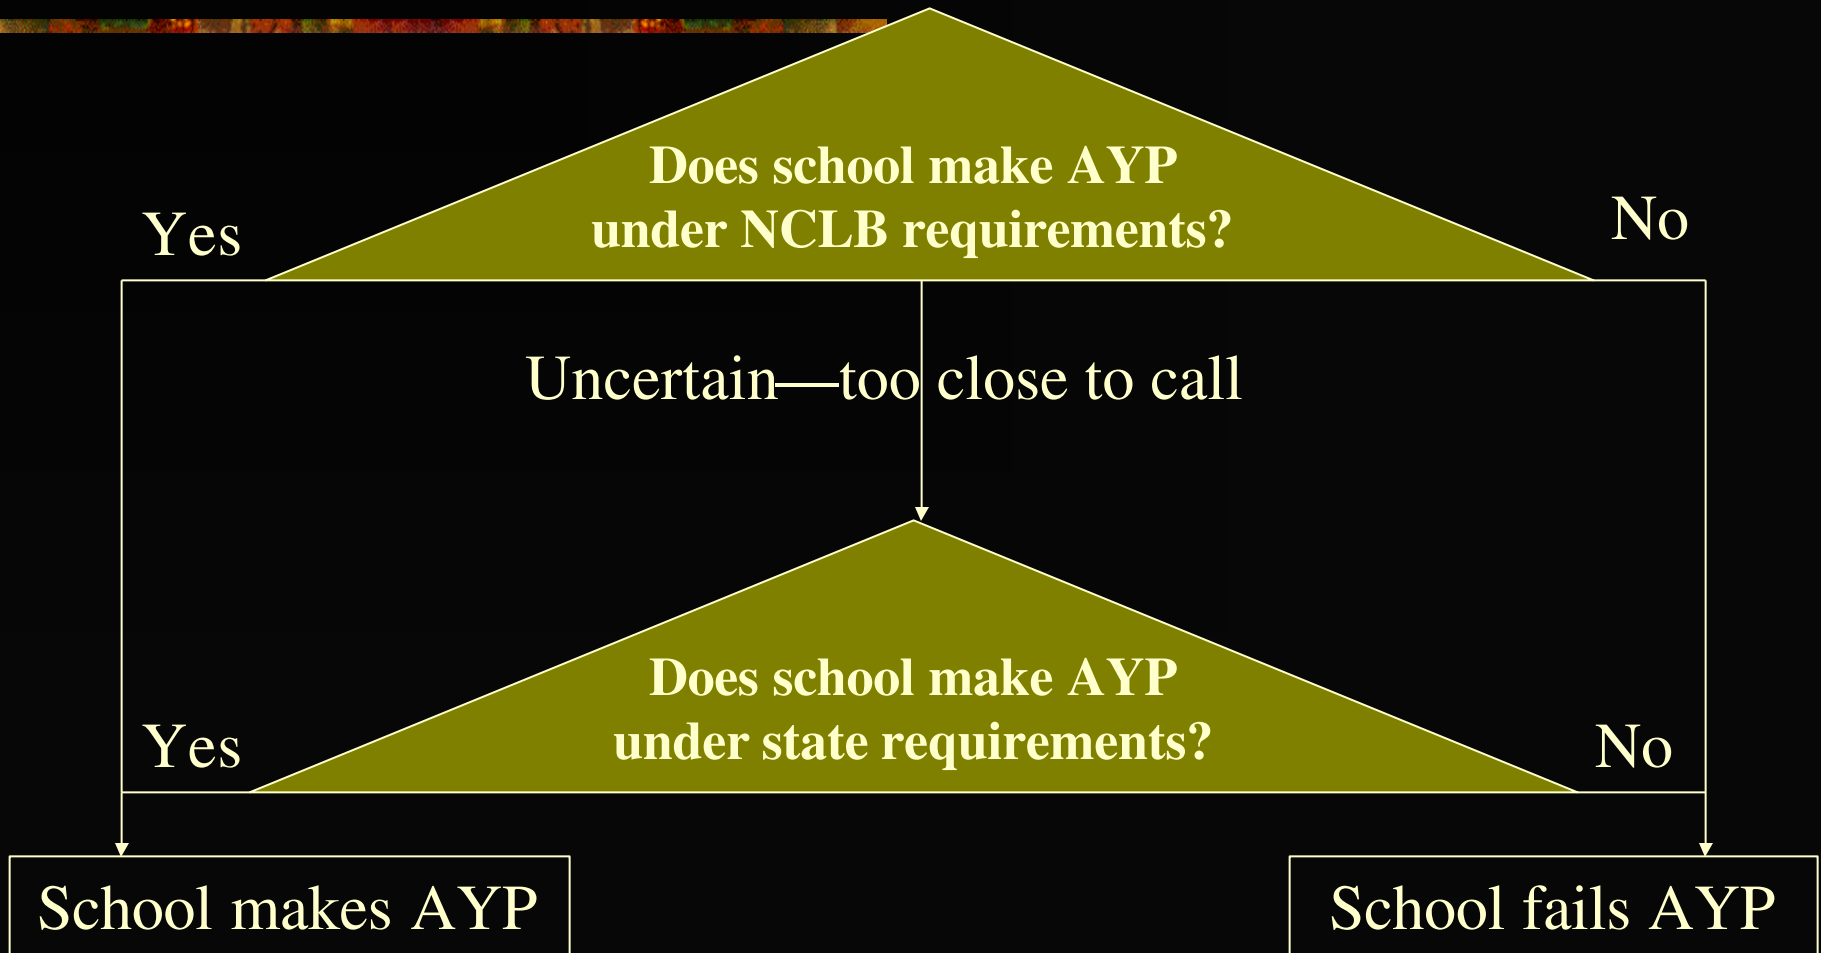 Does school make AYP
under NCLB requirements?
Yes
No
Uncertain—too close to call
Does school make AYP
under state requirements?
Yes
No
School makes AYP
School fails AYP